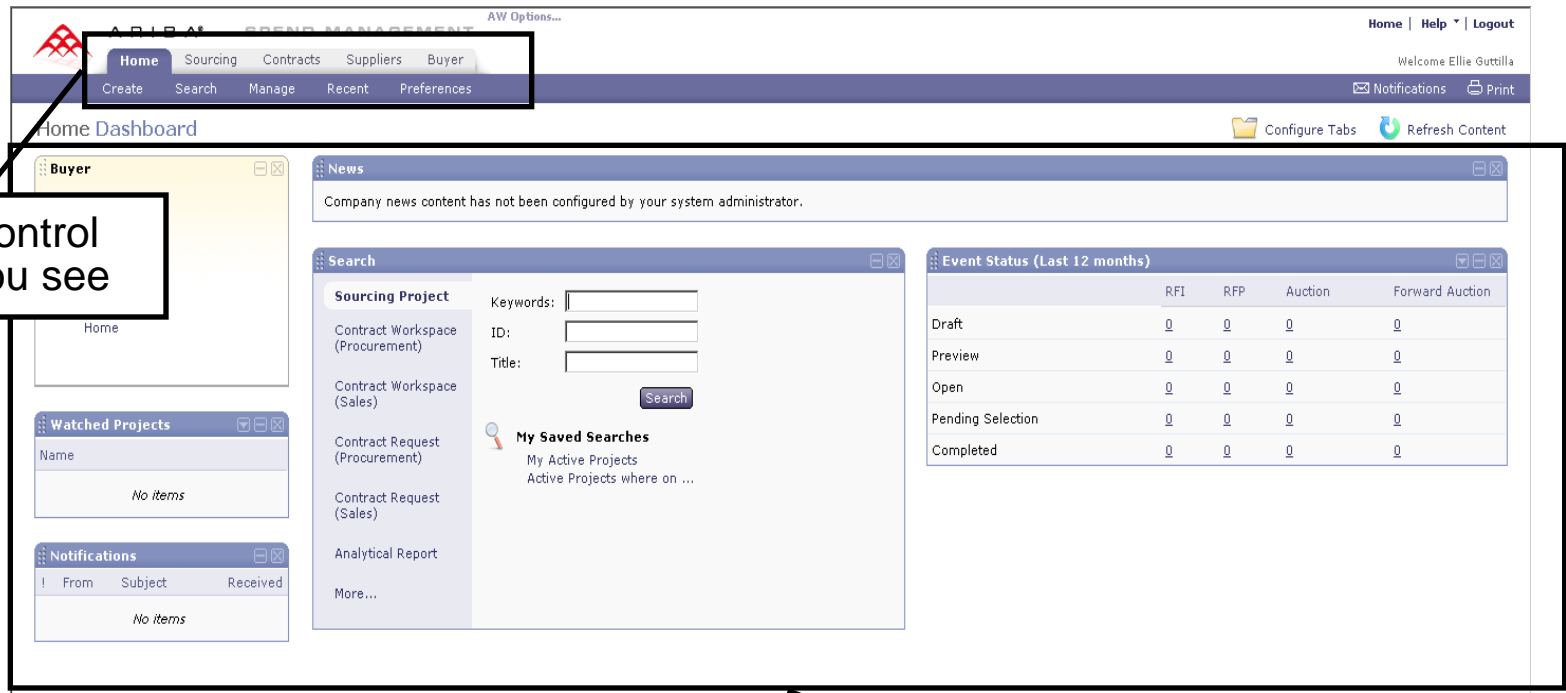 AW Options...
Home | Help | Logout
ARIBA SPEND MANAGEMENT
Home Sourcing Contracts Suppliers Buyer
Welcome Ellie Guttilla
Create Search Manage Recent Preferences
Notifications Print
Home Dashboard
Configure Tabs Refresh Content
Buyer
ontrol
ou see
Home
News
Company news content has not been configured by your system administrator.
Search
Sourcing Project
Contract Workspace
(Procurement)
Contract Workspace
(Sales)
Contract Request
(Procurement)
Contract Request
(Sales)
Analytical Report
More...
Keywords:
ID:
Title:
Search
My Saved Searches
My Active Projects
Active Projects where on ...
Event Status (Last 12 months)
RFI RFP Auction Forward Auction
Draft 0 0 0 0
Preview 0 0 0 0
Open 0 0 0 0
Pending Selection 0 0 0 0
Completed 0 0 0 0
Watched Projects
Name
No items
Notifications
! From Subject Received
No items